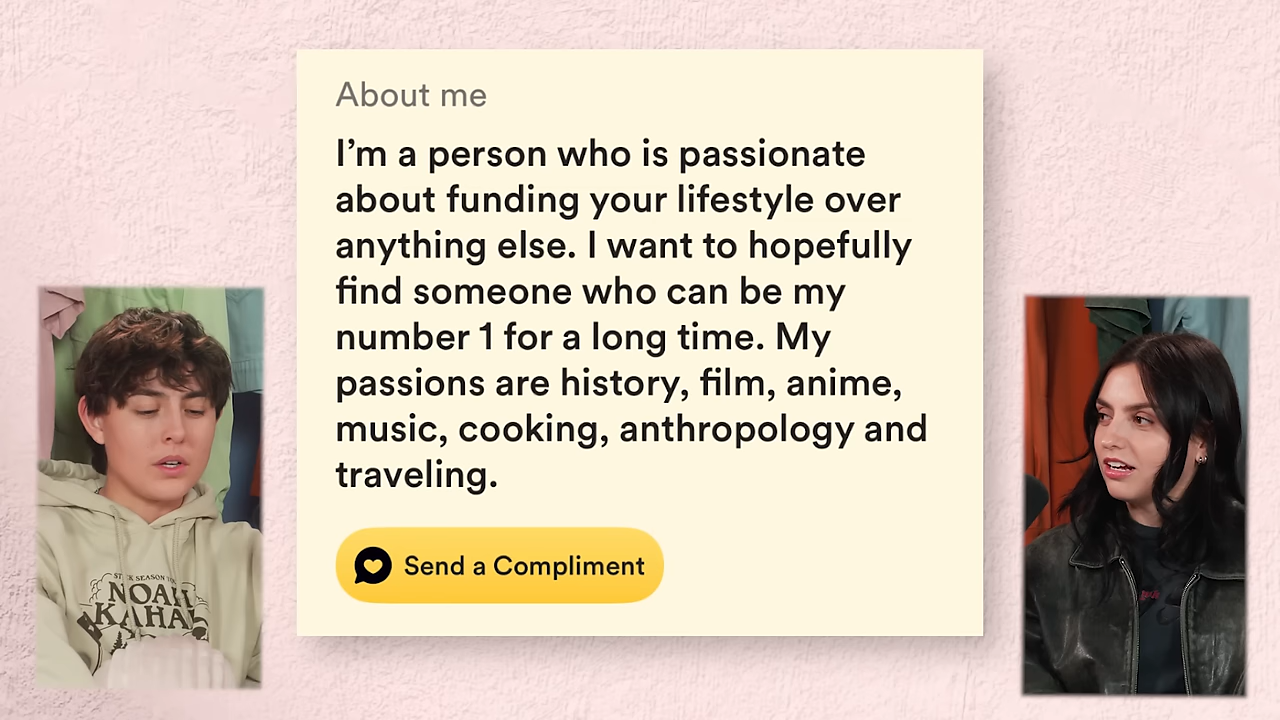 About me
I'm a person who is passionate
about funding your lifestyle over
anything else. I want to hopefully
find someone who can be my
number 1 for a long time. My
passions are history, film, anime,
music, cooking, anthropology and
traveling.
Send a Compliment
NOAH